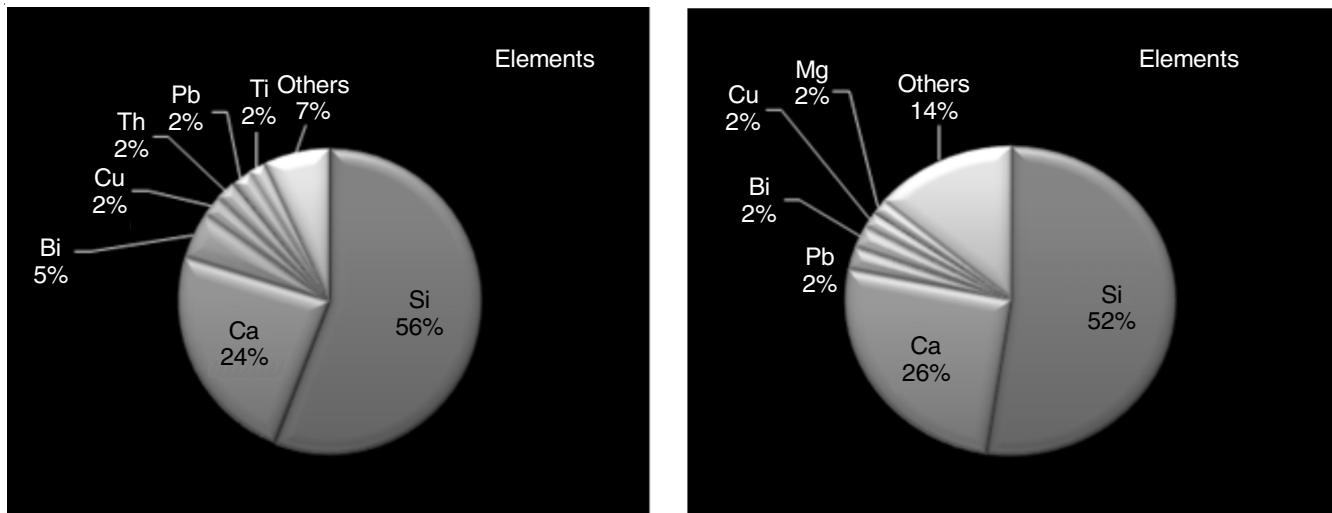 Elements
Others
7%
Ti
2%
Pb
2%
Th
2%
Cu
2%
Bi
5%
Ca
24%
Si
56%
Elements
Others
14%
Mg
2%
Cu
2%
Bi
2%
Pb
2%
Ca
26%
Si
52%